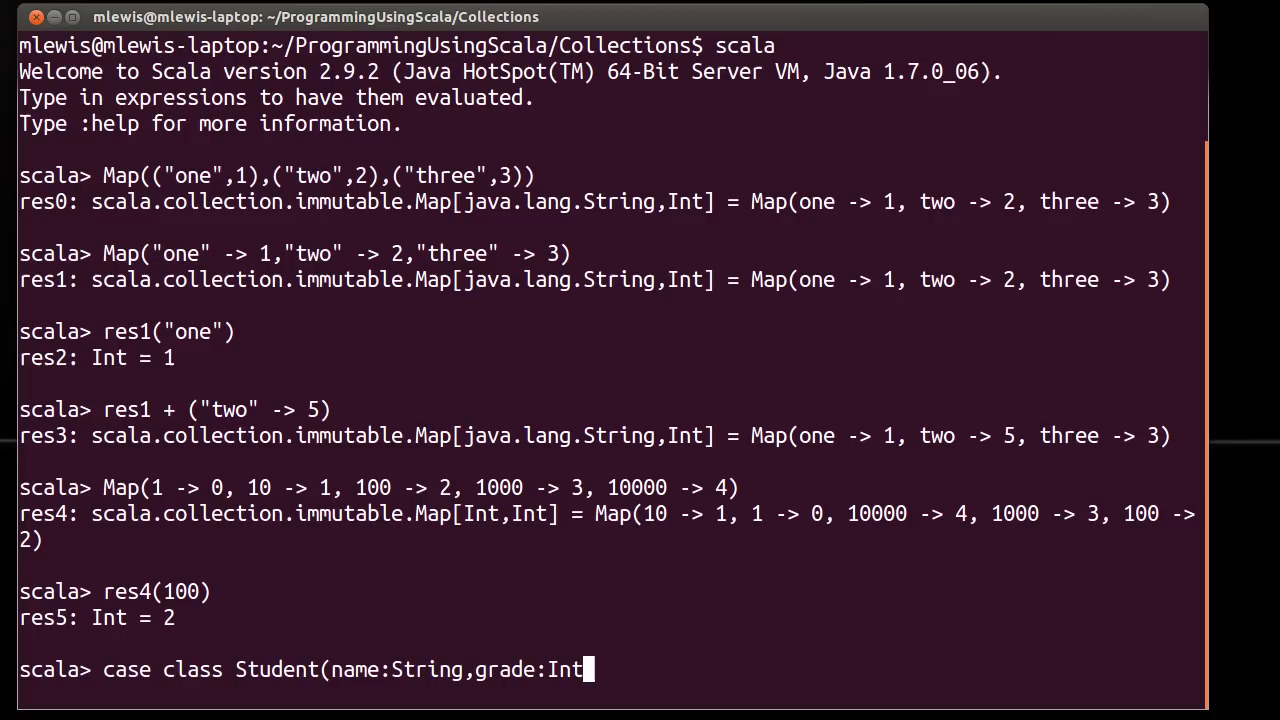 mlewis@mlewis-laptop: ~/ProgrammingUsingScala/Collections
mlewis@mlewis-laptop:~/ProgrammingUsingScala/Collections$ scala
Welcome to Scala version 2.9.2 (Java HotSpot(TM) 64-Bit Server VM, Java 1.7.0_06).
Type in expressions to have them evaluated.
Type :help for more information.
scala> Map(("one",1),("two",2),("three",3))
res0: scala.collection.immutable.Map[java.lang.String,Int] = Map(one -> 1, two -> 2, three -> 3)
scala> Map("one" -> 1,"two" -> 2,"three" -> 3)
res1: scala.collection.immutable.Map[java.lang.String,Int] = Map(one -> 1, two -> 2, three -> 3)
scala> res1("one")
res2: Int = 1
scala> res1 + ("two" -> 5)
res3: scala.collection.immutable.Map[java.lang.String,Int] = Map(one -> 1, two -> 5, three -> 3)
scala> Map(1 -> 0, 10 -> 1, 100 -> 2, 1000 -> 3, 10000 -> 4)
res4: scala.collection.immutable.Map[Int,Int] = Map(10 -> 1, 1 -> 0, 10000 -> 4, 1000 -> 3, 100 ->
2)
scala> res4(100)
res5: Int = 2
scala> case class Student(name:String,grade:Int